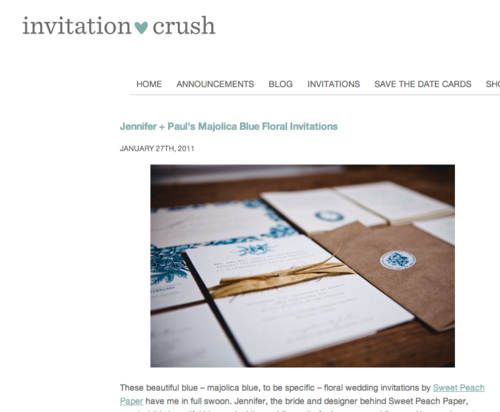 invitation crush
HOME ANNOUNCEMENTS BLOG INVITATIONS SAVE THE DATE CARDS SHO
Jennifer + Paul's Majolica Blue Floral Invitations
JANUARY 27TH, 2011
These beautiful blue – majolica blue, to be specific – floral wedding invitations by Sweet Peach
Paper have me in full swoon. Jennifer, the bride and designer behind Sweet Peach Paper,